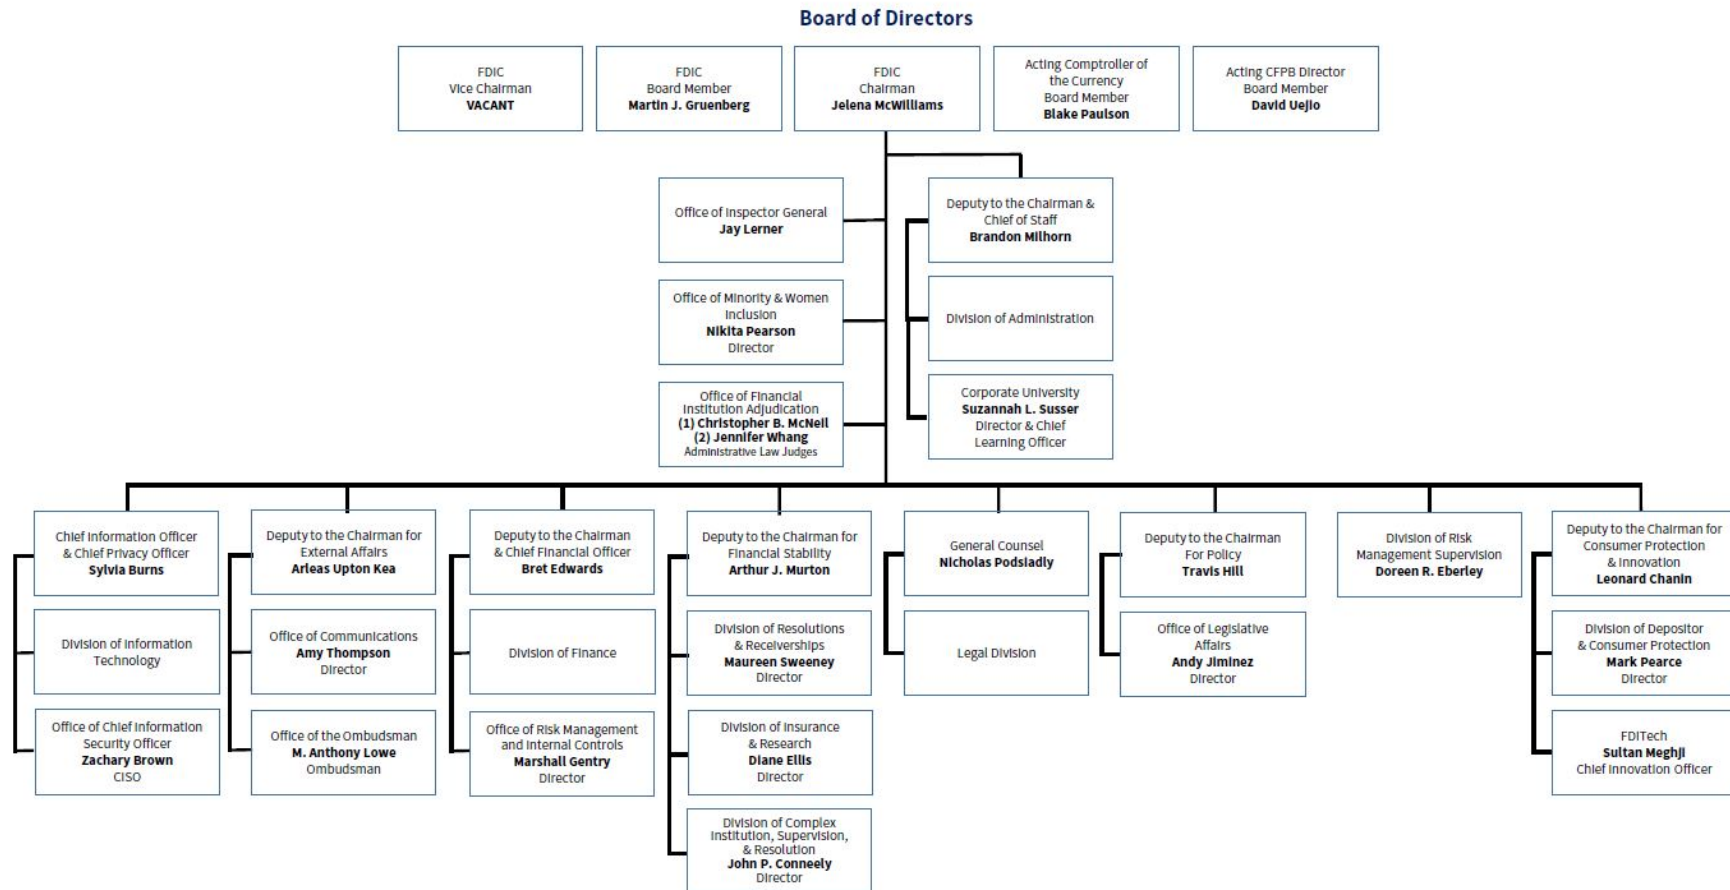 Board of Directors
FDIC
Vice Chairman
VACANT
FDIC
Board Member
Martin J. Gruenberg
FDIC
Chairman
Jelena McWilliams
Acting Comptroller of
the Currency
Board Member
Blake Paulson
Acting CFPB Director
Board Member
David Uejio
Office of Inspector General
Jay Lerner
Deputy to the Chairman &
Chief of Staff
Brandon Milhorn
Office of Minority & Women
Inclusion
Nikita Pearson
Director
Division of Administration
Office of Financial
Institution Adjudication
(1) Christopher B. McNeil
(2) Jennifer Whang
Administrative Law Judges
Corporate University
Suzannah L. Susser
Director & Chief
Learning Officer
Chief Information Officer
& Chief Privacy Officer
Sylvia Burns
Division of Information
Technology
Office of Chief Information
Security Officer
Zachary Brown
CISO
Deputy to the Chairman for
External Affairs
Arleas Upton Kea
Office of Communications
Amy Thompson
Director
Office of the Ombudsman
M. Anthony Lowe
Ombudsman
Deputy to the Chairman
& Chief Financial Officer
Bret Edwards
Division of Finance
Office of Risk Management
and Internal Controls
Marshall Gentry
Director
Deputy to the Chairman for
Financial Stability
Arthur J. Murton
Division of Resolutions
& Receiverships
Maureen Sweeney
Director
Division of Insurance
& Research
Diane Ellis
Director
Division of Complex
Institution, Supervision,
& Resolution
John P. Conneely
Director
General Counsel
Nicholas Podsiadly
Legal Division
Deputy to the Chairman
For Policy
Travis Hill
Office of Legislative
Affairs
Andy Jiminez
Director
Division of Risk
Management Supervision
Doreen R. Eberley
Deputy to the Chairman for
Consumer Protection
& Innovation
Leonard Chanin
Division of Depositor
& Consumer Protection
Mark Pearce
Director
FDITech
Sultan Meghji
Chief Innovation Officer